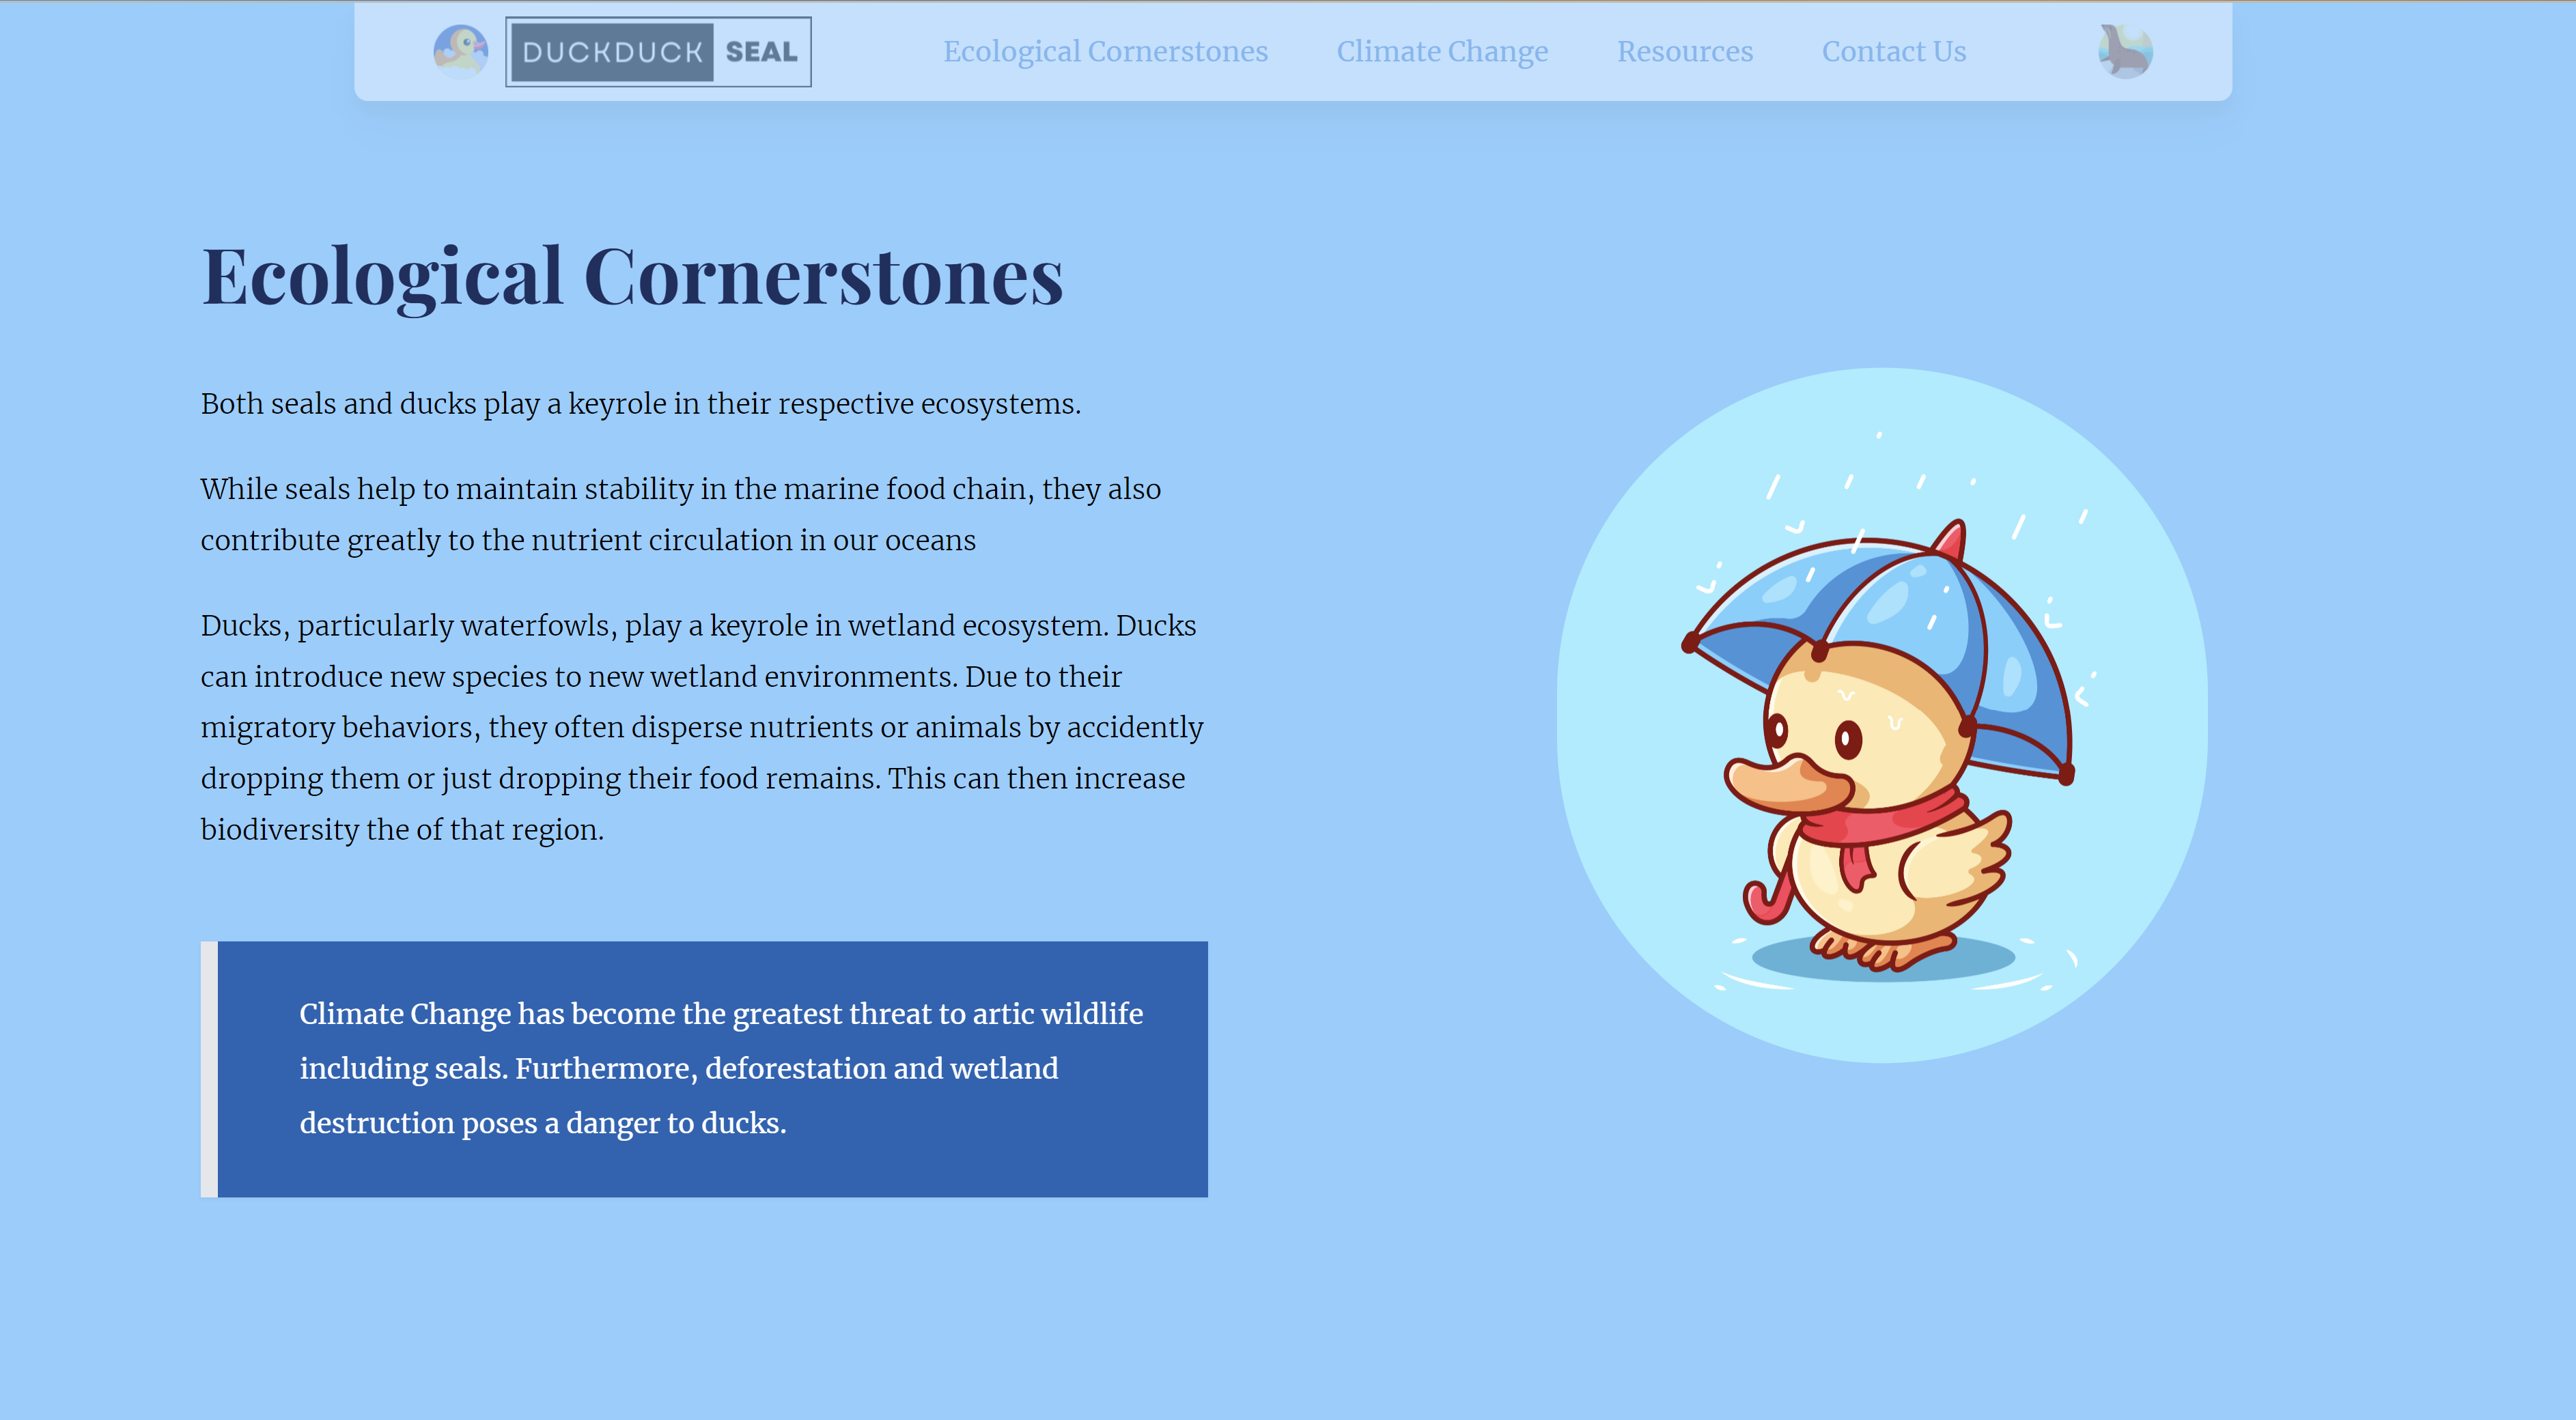 DUCKDUCK SEAL
Ecological Cornerstones
Climate Change
Resources
Contact Us
Ecological Cornerstones
Both seals and ducks play a keyrole in their respective ecosystems.
While seals help to maintain stability in the marine food chain, they also
contribute greatly to the nutrient circulation in our oceans
Ducks, particularly waterfowls, play a keyrole in wetland ecosystem. Ducks
can introduce new species to new wetland environments. Due to their
migratory behaviors, they often disperse nutrients or animals by accidently
dropping them or just dropping their food remains. This can then increase
biodiversity the of that region.
Climate Change has become the greatest threat to artic wildlife
including seals. Furthermore, deforestation and wetland
destruction poses a danger to ducks.